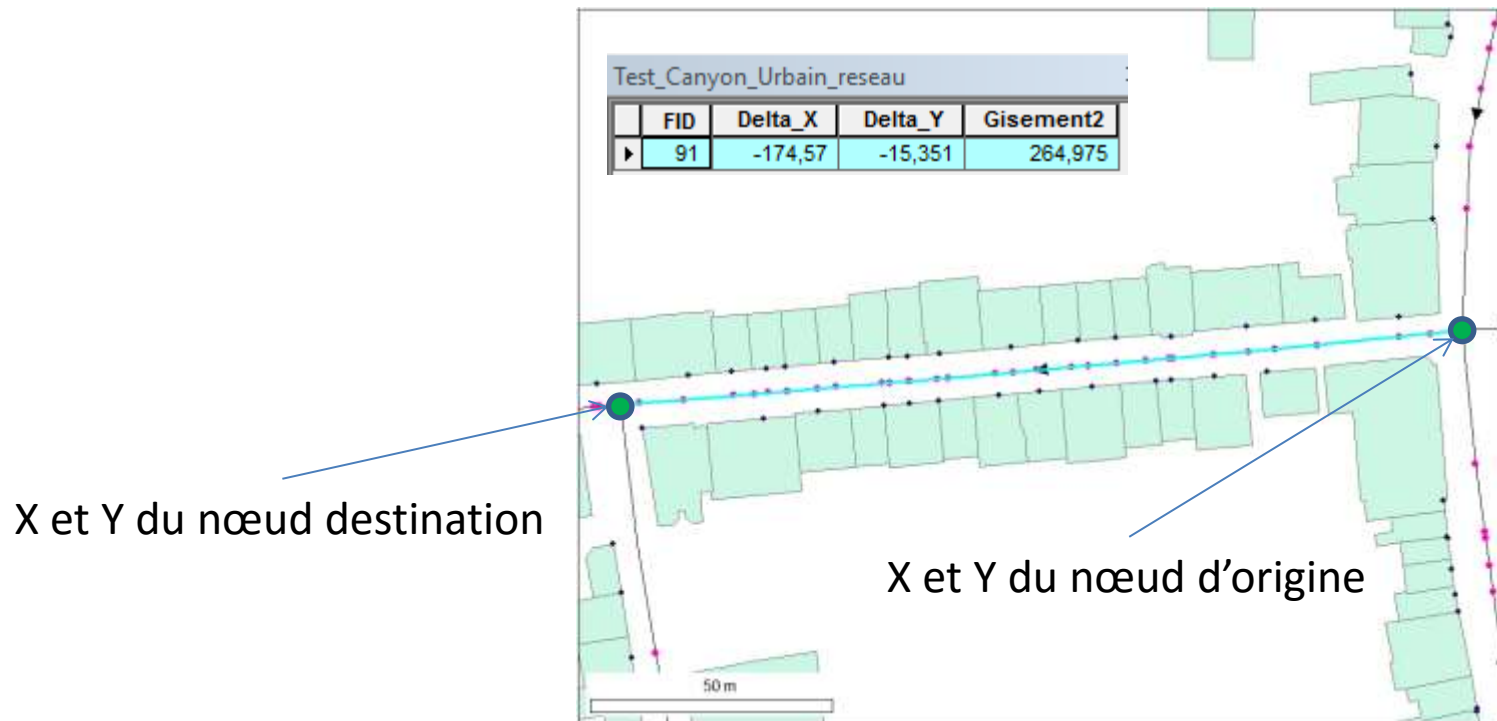 Test_Canyon_Urbain_reseau
FID Delta_X Delta_Y Gisement2
91 -174,57 -15,351 264,975
X et Y du nœud destination
X et Y du nœud d’origine
50 m